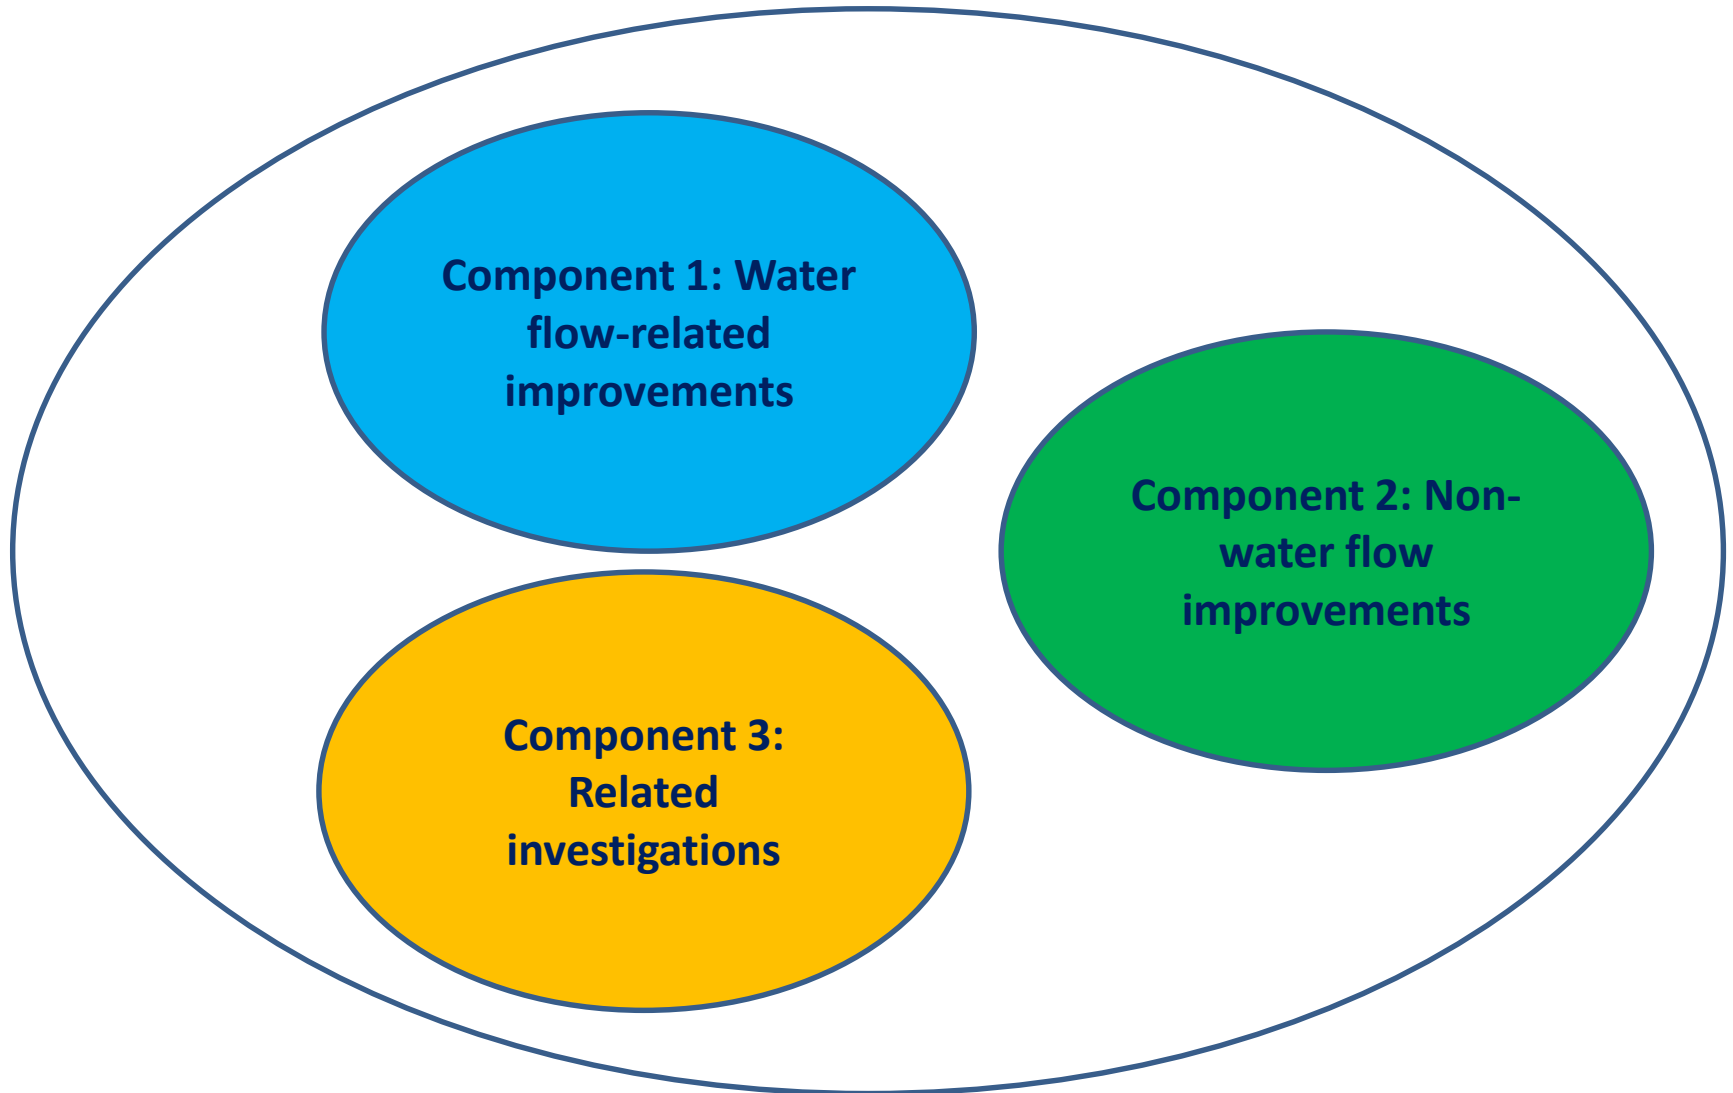 Component 1: Water
flow-related
improvements
Component 2: Non-
water flow
improvements
Component 3:
Related
investigations